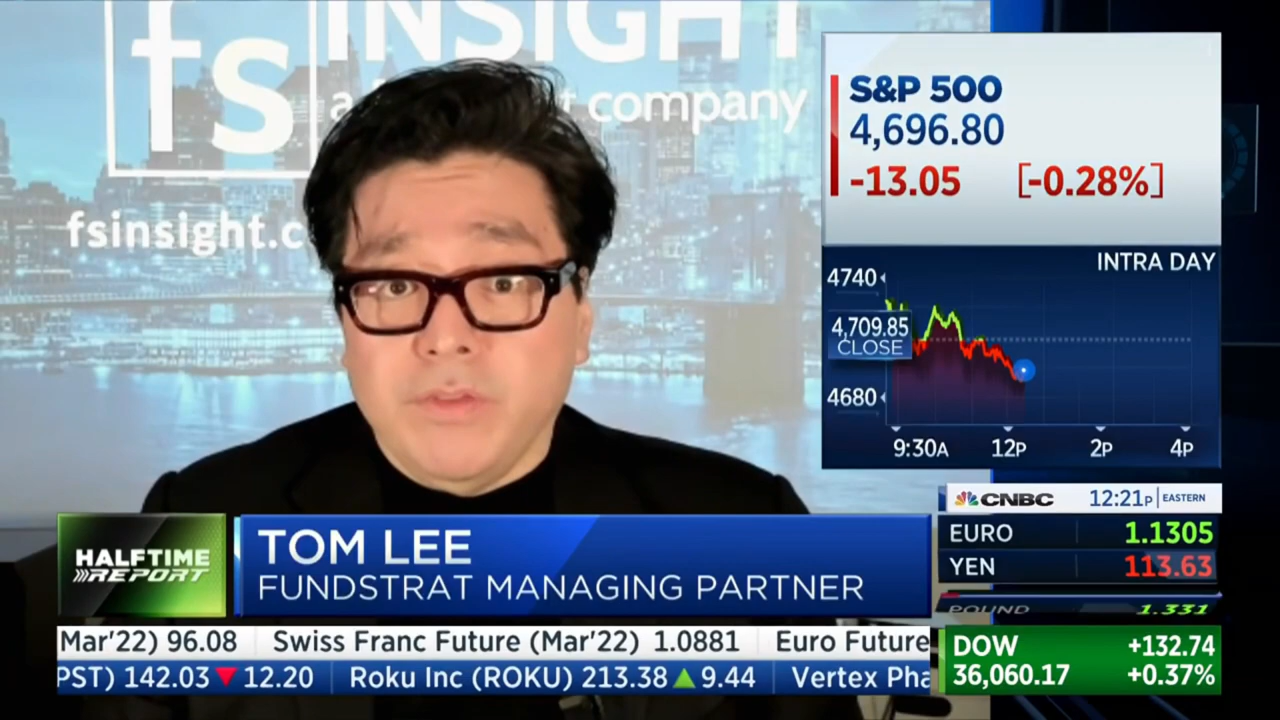 fs
INSIGHT
company
fsinsight.c
S&P 500
4,696.80
-13.05 [-0.28%]
INTRA DAY
4740
4,709.85
CLOSE
4680
9:30A 12P 2P 4P
CNBC 12:21P EASTERN
EURO 1.1305
YEN 113.63
POUND 1.331
HALFTIME
REPORT
TOM LEE
FUNDSTRAT MANAGING PARTNER
Mar'22) 96.08 Swiss Franc Future (Mar'22) 1.0881 Euro Future
PST) 142.03 ▼ 12.20 Roku Inc (ROKU) 213.38 ▲ 9.44 Vertex Pha
DOW +132.74
36,060.17 +0.37%